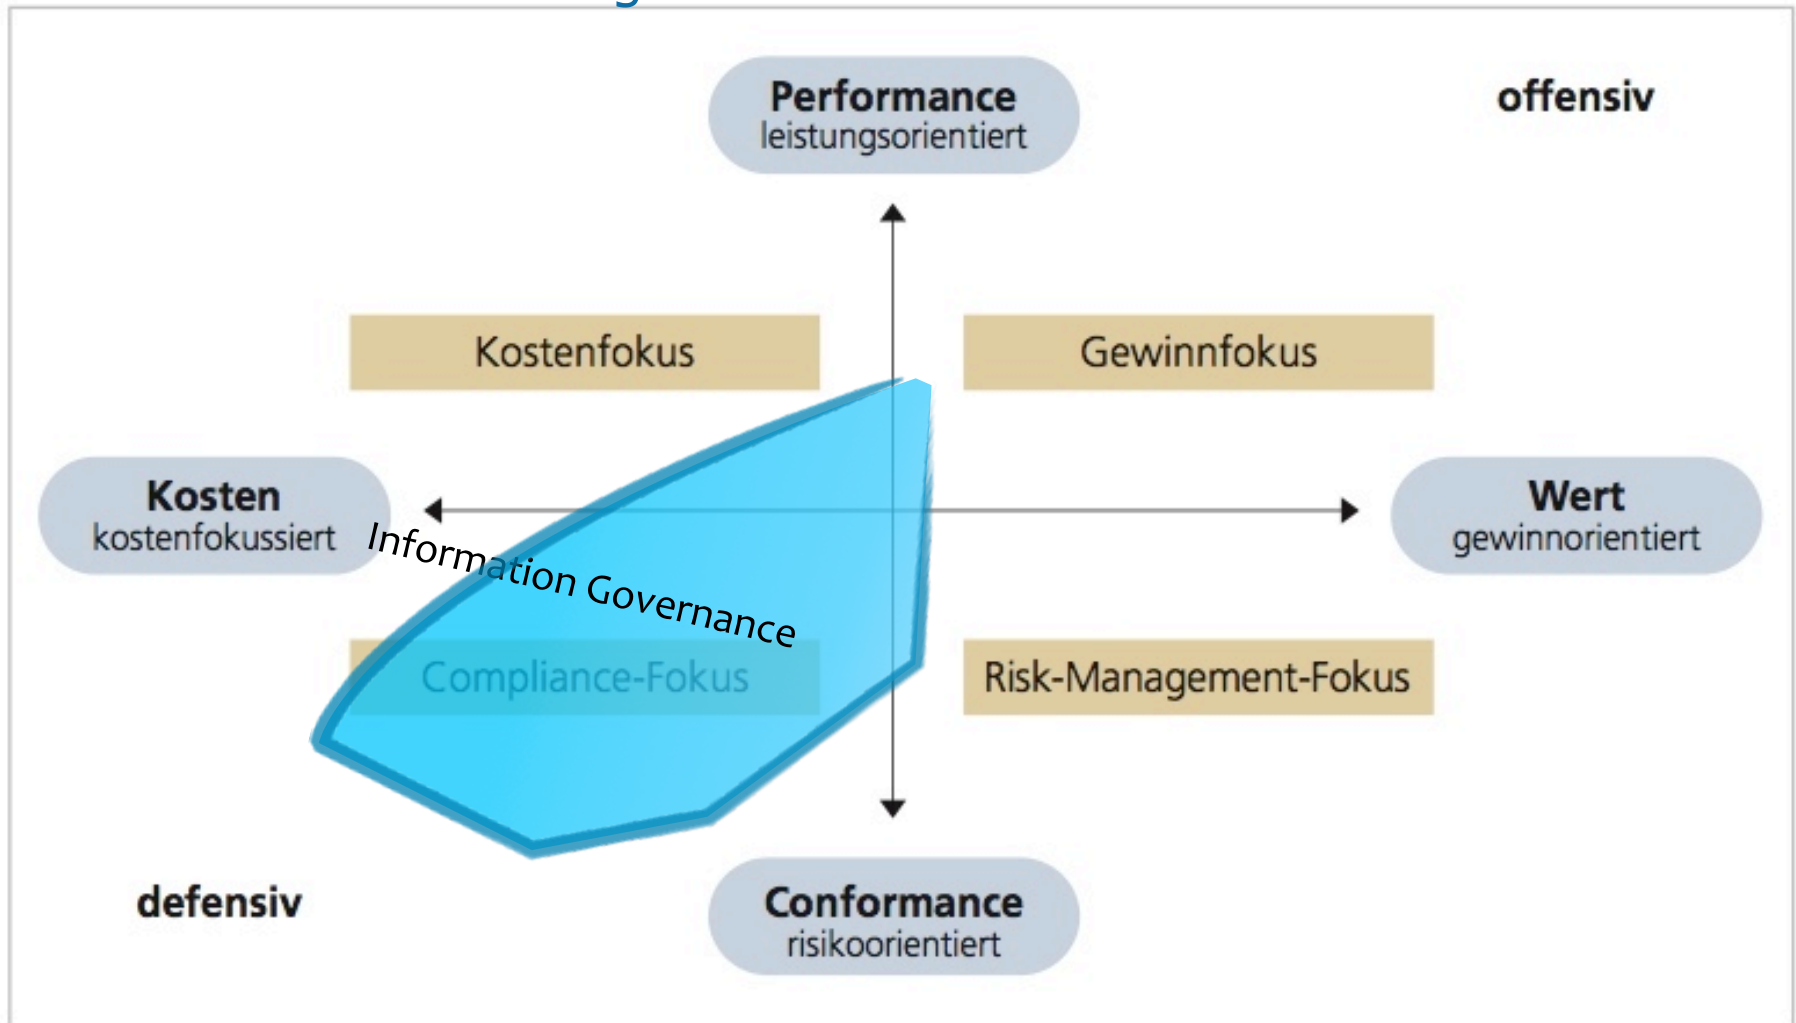 Performance
leistungsorientiert
offensiv
Kostenfokus
Gewinnfokus
Kosten
kostenfokussiert
Wert
gewinnorientiert
Information Governance
Compliance-Fokus
Risk-Management-Fokus
defensiv
Conformance
risikoorientiert